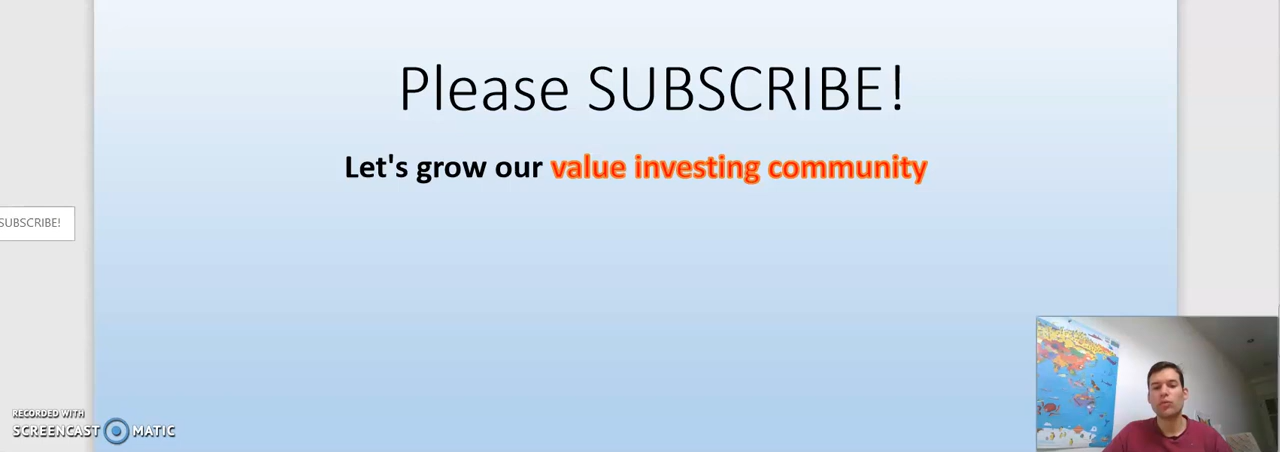 Please SUBSCRIBE!
Let's grow our value investing community
SUBSCRIBE!
RECORDED WITH
SCREENCAST MATIC